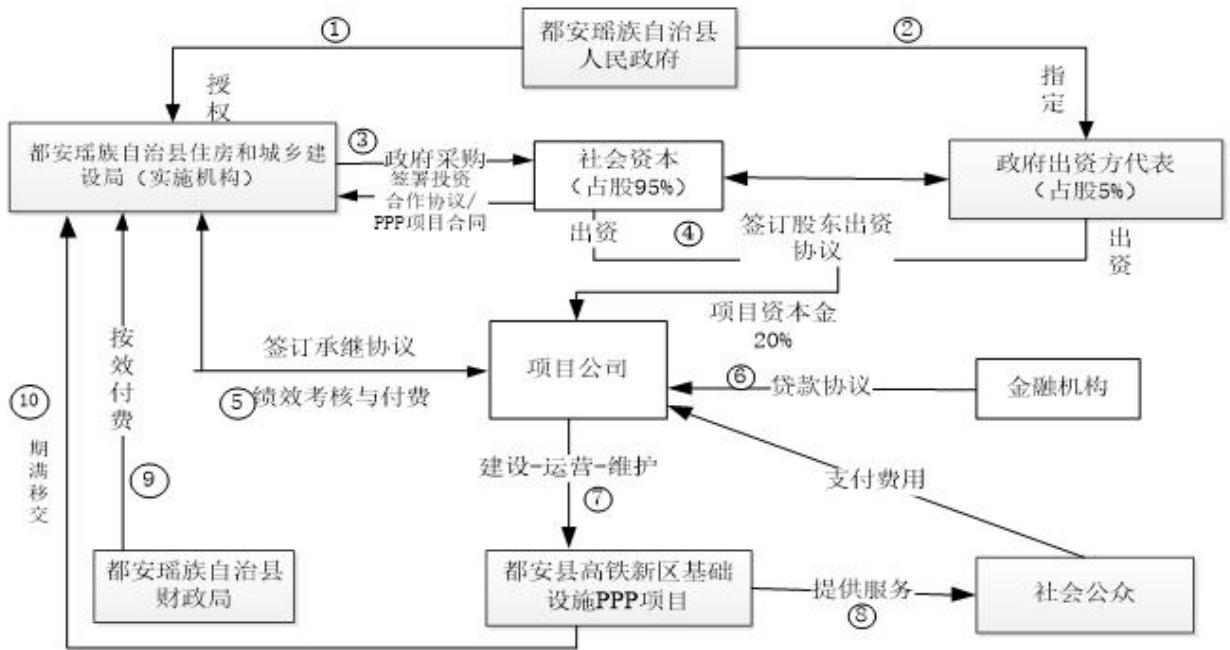 ①
②
都安瑶族自治县
人民政府
授
权
指
定
③
都安瑶族自治县住房和城乡建
设局（实施机构）
政府采购
签署投资
合作协议/
PPP项目合同
社会资本
（占股95%）
政府出资方代表
（占股5%）
出资
④
签订股东出资
协议
出
资
项目资本金
20%
按
效
付
费
签订承继协议
⑤
绩效考核与付费
项目公司
⑥
贷款协议
金融机构
⑩
期
满
移
交
⑨
建设-运营-维护
⑦
支付费用
都安瑶族自治县
财政局
都安县高铁新区基础
设施PPP项目
提供服务
⑧
社会公众